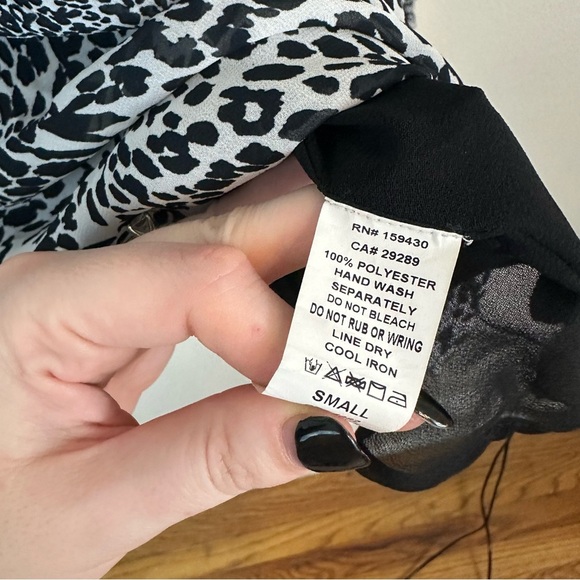 RN# 159430
CA# 29289
100% POLYESTER
HAND WASH
SEPARATELY
DO NOT BLEACH
DO NOT RUB OR WRING
LINE DRY
COOL IRON
SMALL